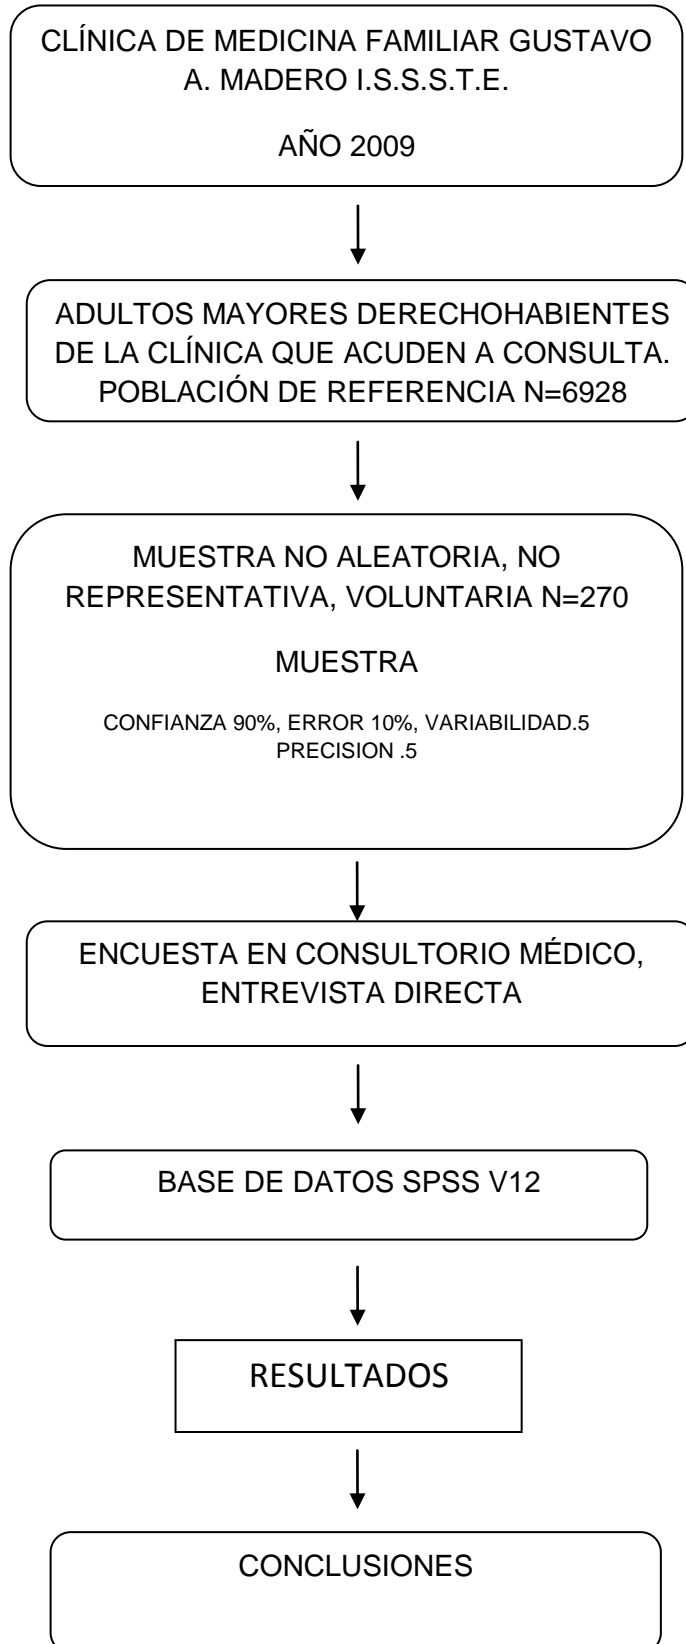 CLÍNICA DE MEDICINA FAMILIAR GUSTAVO
A. MADERO I.S.S.S.T.E.
AÑO 2009
ADULTOS MAYORES DERECHOHABIENTES
DE LA CLÍNICA QUE ACUDEN A CONSULTA.
POBLACIÓN DE REFERENCIA N=6928
MUESTRA NO ALEATORIA, NO
REPRESENTATIVA, VOLUNTARIA N=270
MUESTRA
CONFIANZA 90%, ERROR 10%, VARIABILIDAD.5
PRECISION .5
ENCUESTA EN CONSULTORIO MÉDICO,
ENTREVISTA DIRECTA
BASE DE DATOS SPSS V12
RESULTADOS
CONCLUSIONES